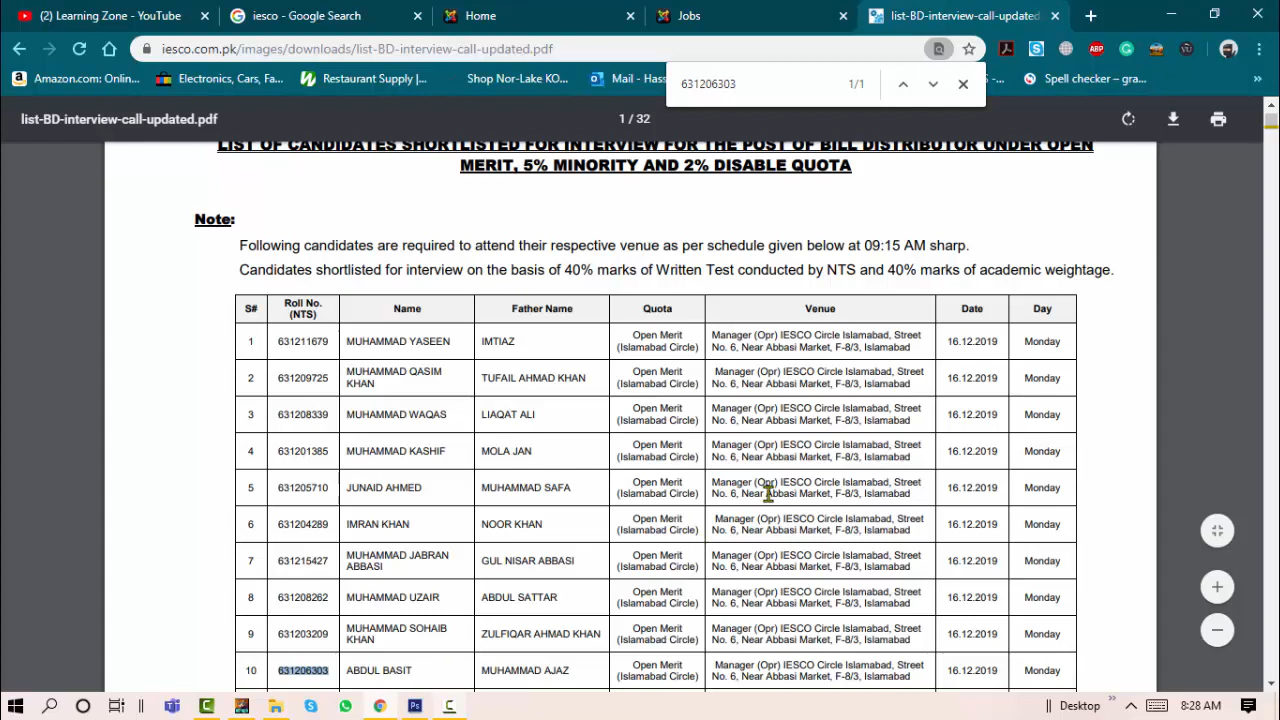 (2) Learning Zone - YouTube
iesco - Google Search
Home
Jobs
list-BD-interview-call-updated.pdf
iesco.com.pk/images/downloads/list-BD-interview-call-updated.pdf
ABP
Amazon.com: Onlin...
Electronics, Cars, Fa...
Restaurant Supply |...
Shop Nor-Lake KO...
Mail - Hass
Spell checker – gra...
631206303 1/1
list-BD-interview-call-updated.pdf
1 / 32
LIST OF CANDIDATES SHORTLISTED FOR INTERVIEW FOR THE POST OF BILL DISTRIBUTOR UNDER OPEN
MERIT, 5% MINORITY AND 2% DISABLE QUOTA
Note:
Following candidates are required to attend their respective venue as per schedule given below at 09:15 AM sharp.
Candidates shortlisted for interview on the basis of 40% marks of Written Test conducted by NTS and 40% marks of academic weightage.
S# Roll No. (NTS) Name Father Name Quota Venue Date Day
1 631211679 MUHAMMAD YASEEN IMTIAZ Open Merit (Islamabad Circle) Manager (Opr) IESCO Circle Islamabad, Street No. 6, Near Abbasi Market, F-8/3, Islamabad 16.12.2019 Monday
2 631209725 MUHAMMAD QASIM KHAN TUFAIL AHMAD KHAN Open Merit (Islamabad Circle) Manager (Opr) IESCO Circle Islamabad, Street No. 6, Near Abbasi Market, F-8/3, Islamabad 16.12.2019 Monday
3 631208339 MUHAMMAD WAQAS LIAQAT ALI Open Merit (Islamabad Circle) Manager (Opr) IESCO Circle Islamabad, Street No. 6, Near Abbasi Market, F-8/3, Islamabad 16.12.2019 Monday
4 631201385 MUHAMMAD KASHIF MOLA JAN Open Merit (Islamabad Circle) Manager (Opr) IESCO Circle Islamabad, Street No. 6, Near Abbasi Market, F-8/3, Islamabad 16.12.2019 Monday
5 631205710 JUNAID AHMED MUHAMMAD SAFA Open Merit (Islamabad Circle) Manager (Opr) IESCO Circle Islamabad, Street No. 6, Near Abbasi Market, F-8/3, Islamabad 16.12.2019 Monday
6 631204289 IMRAN KHAN NOOR KHAN Open Merit (Islamabad Circle) Manager (Opr) IESCO Circle Islamabad, Street No. 6, Near Abbasi Market, F-8/3, Islamabad 16.12.2019 Monday
7 631215427 MUHAMMAD JABRAN ABBASI GUL NISAR ABBASI Open Merit (Islamabad Circle) Manager (Opr) IESCO Circle Islamabad, Street No. 6, Near Abbasi Market, F-8/3, Islamabad 16.12.2019 Monday
8 631208262 MUHAMMAD UZAIR ABDUL SATTAR Open Merit (Islamabad Circle) Manager (Opr) IESCO Circle Islamabad, Street No. 6, Near Abbasi Market, F-8/3, Islamabad 16.12.2019 Monday
9 631203209 MUHAMMAD SOHAIB KHAN ZULFIQAR AHMAD KHAN Open Merit (Islamabad Circle) Manager (Opr) IESCO Circle Islamabad, Street No. 6, Near Abbasi Market, F-8/3, Islamabad 16.12.2019 Monday
10 631206303 ABDUL BASIT MUHAMMAD AJAZ Open Merit (Islamabad Circle) Manager (Opr) IESCO Circle Islamabad, Street No. 6, Near Abbasi Market, F-8/3, Islamabad 16.12.2019 Monday
Desktop
8:28 AM